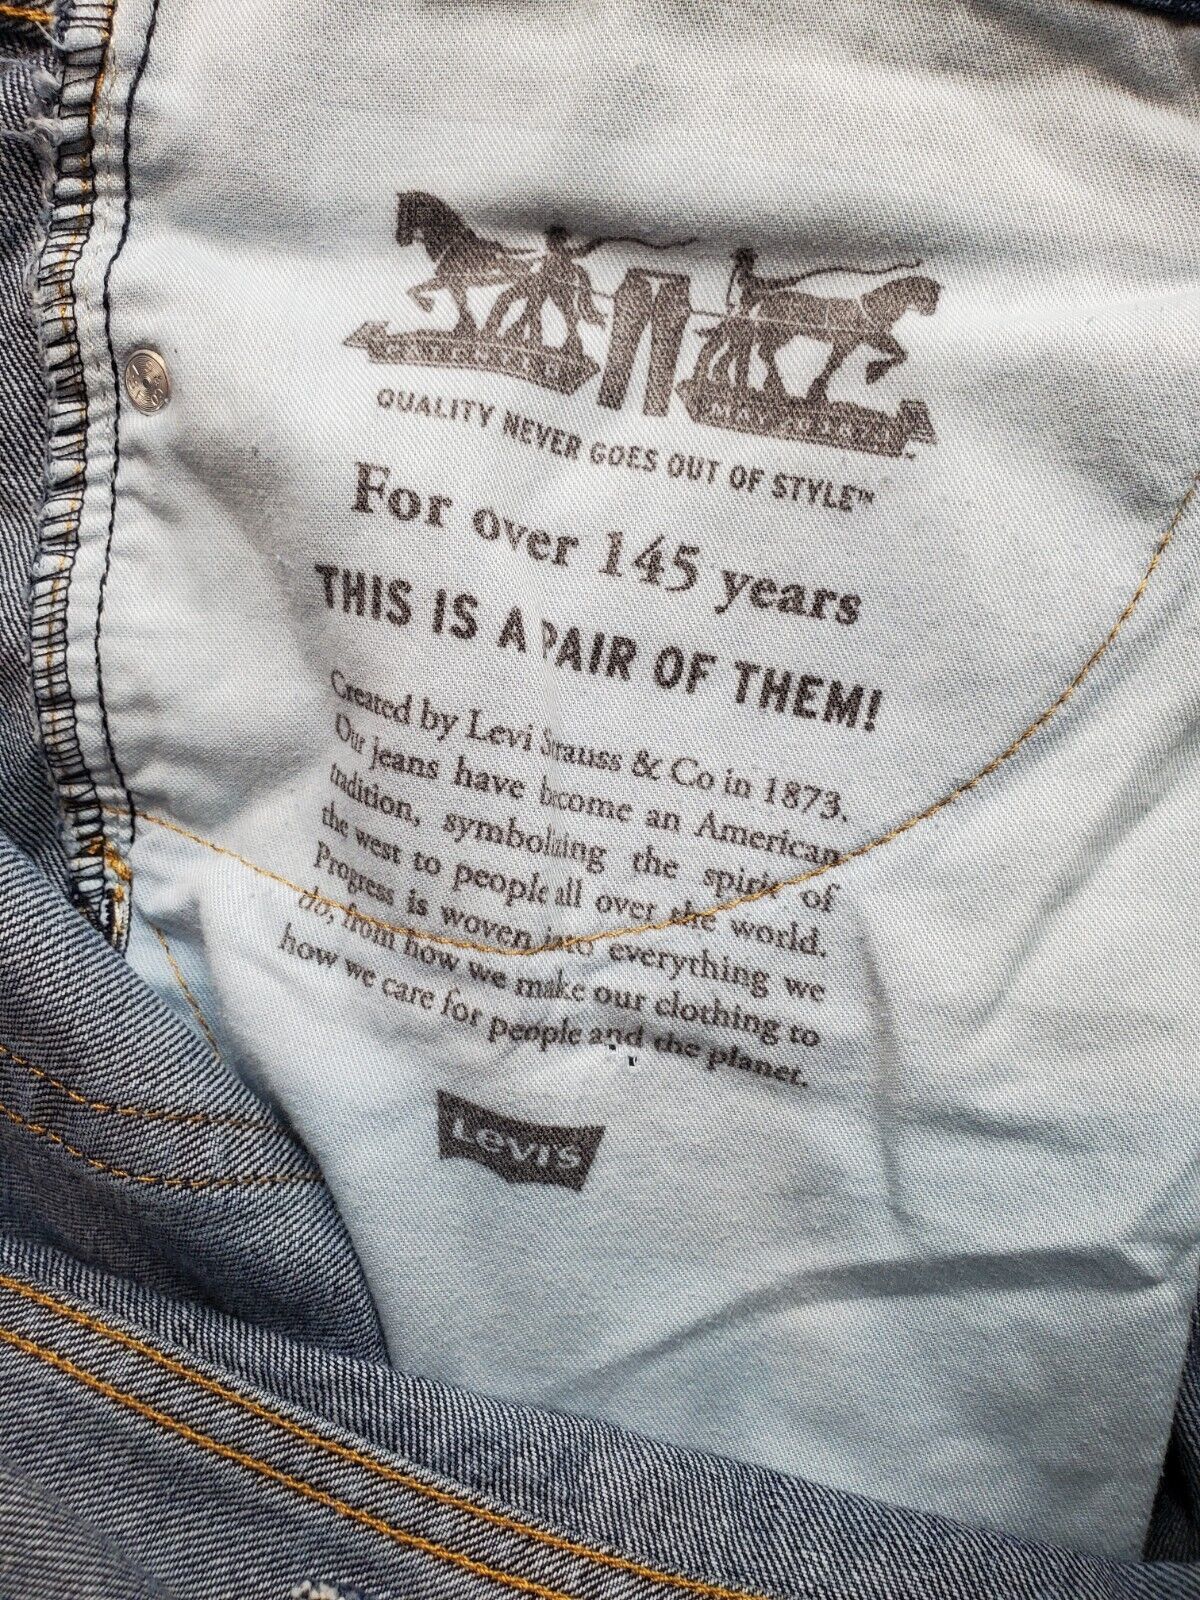 QUALITY NEVER GOES OUT OF STYLE™
For over 145 years
THIS IS A PAIR OF THEM!
Created by Levi Strauss & Co in 1873.
Our jeans have become an American
tradition, symbolizing the spirit of
the west to people all over the world.
Progress is woven into everything we
do, from how we make our clothing to
how we care for people and the planet.
LEVI'S